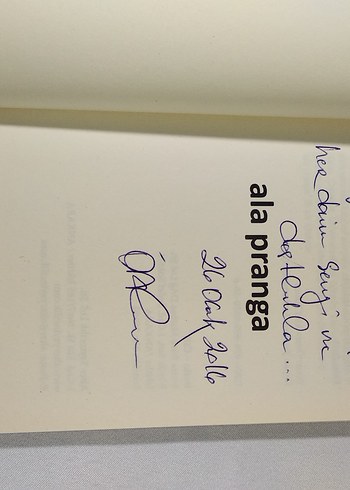 her daim sevgi ve
dostlukla...
ala pranga
26 Ocak 2016